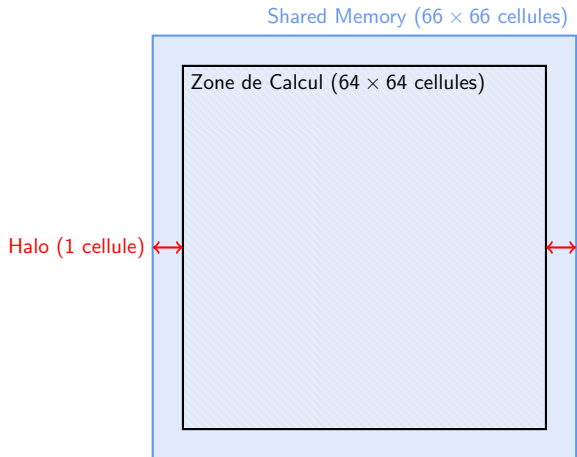 Shared Memory (66 × 66 cellules)
Zone de Calcul (64 × 64 cellules)
Halo (1 cellule)